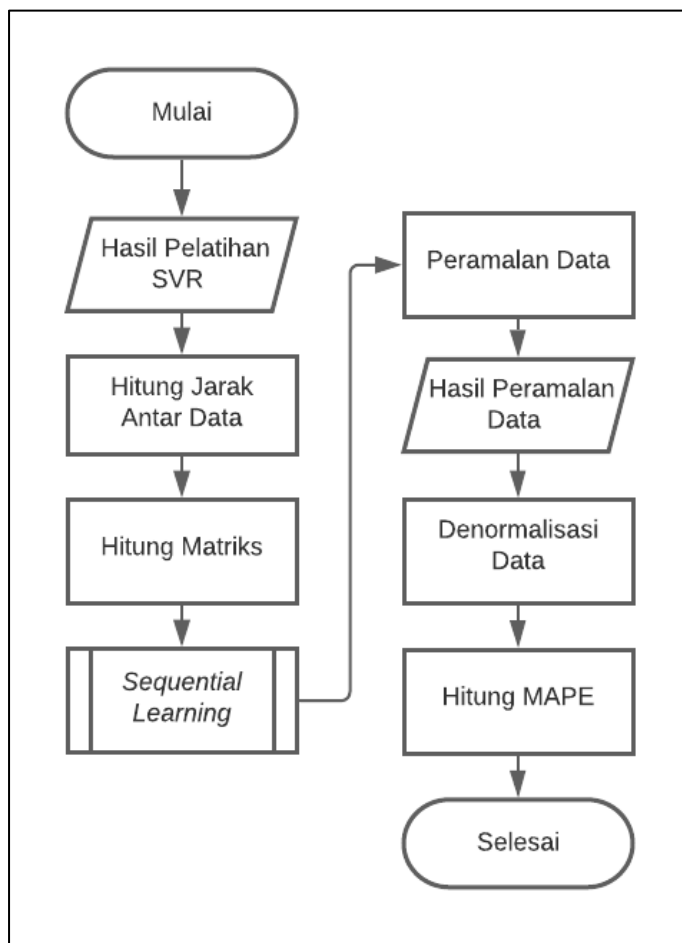 Mulai
Hasil Pelatihan
SVR
Hitung Jarak
Antar Data
Hitung Matriks
Sequential
Learning
Peramalan Data
Hasil Peramalan
Data
Denormalisasi
Data
Hitung MAPE
Selesai